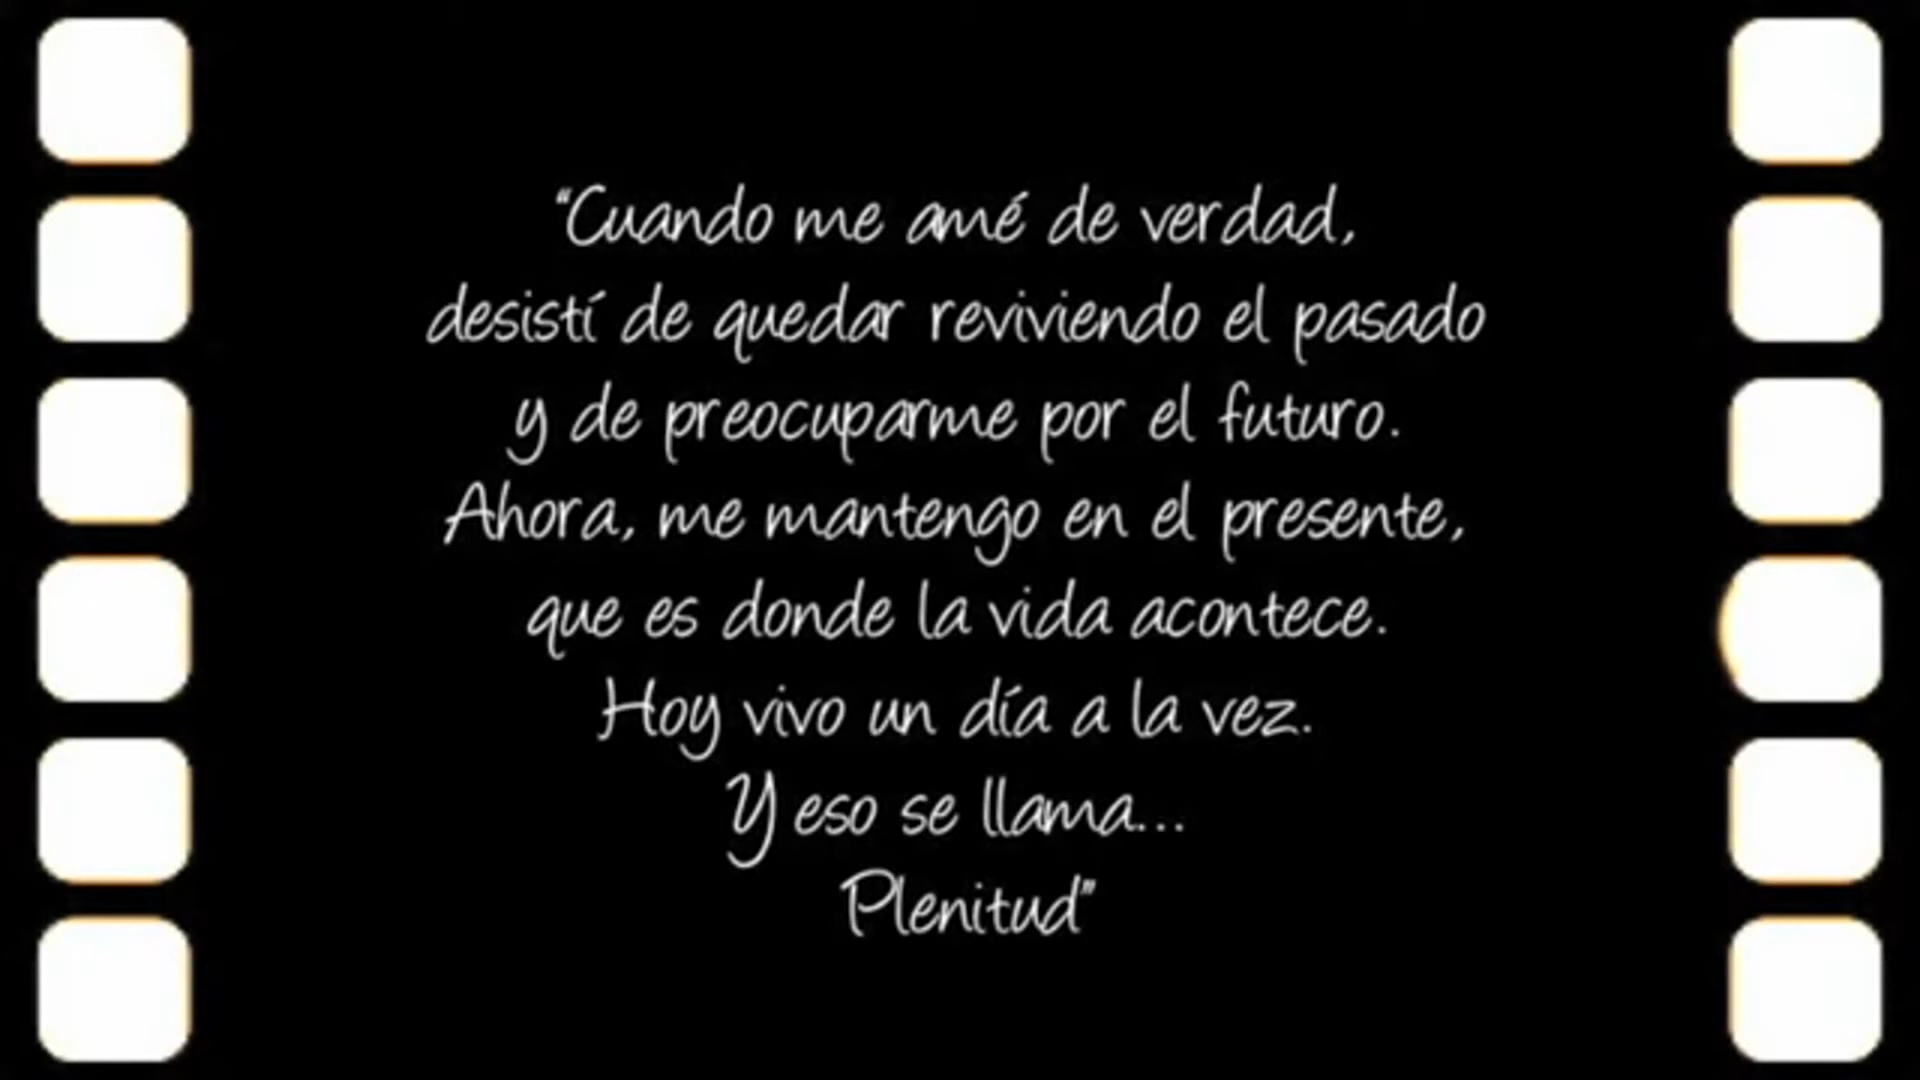 “Cuando me amé de verdad,
desistí de quedar reviviendo el pasado
y de preocuparme por el futuro.
Ahora, me mantengo en el presente,
que es donde la vida acontece.
Hoy vivo un día a la vez.
Y eso se llama...
Plenitud”